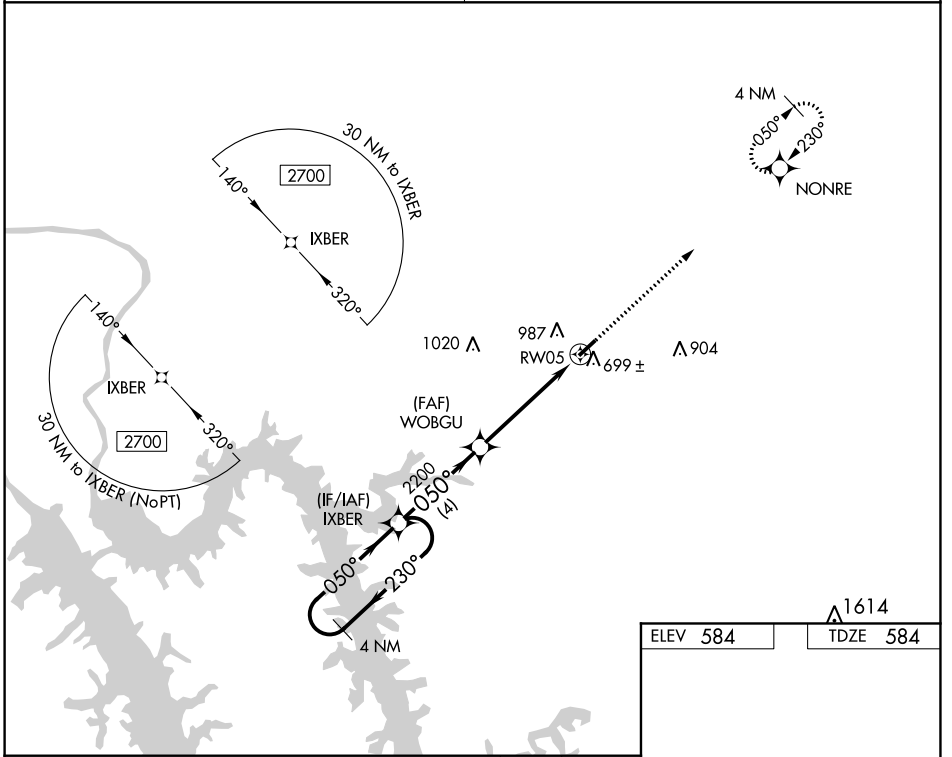 4 NM
050°
230°
NONRE
30 NM to IXBER
2700
140°
IXBER
320°
140°
IXBER
320°
2700
30 NM to IXBER (NoPT)
1020
987
RW05
699 ±
904
(FAF)
WOBGU
2200
050°
(4)
(IF/IAF)
IXBER
050°
230°
4 NM
1614
ELEV 584
TDZE 584